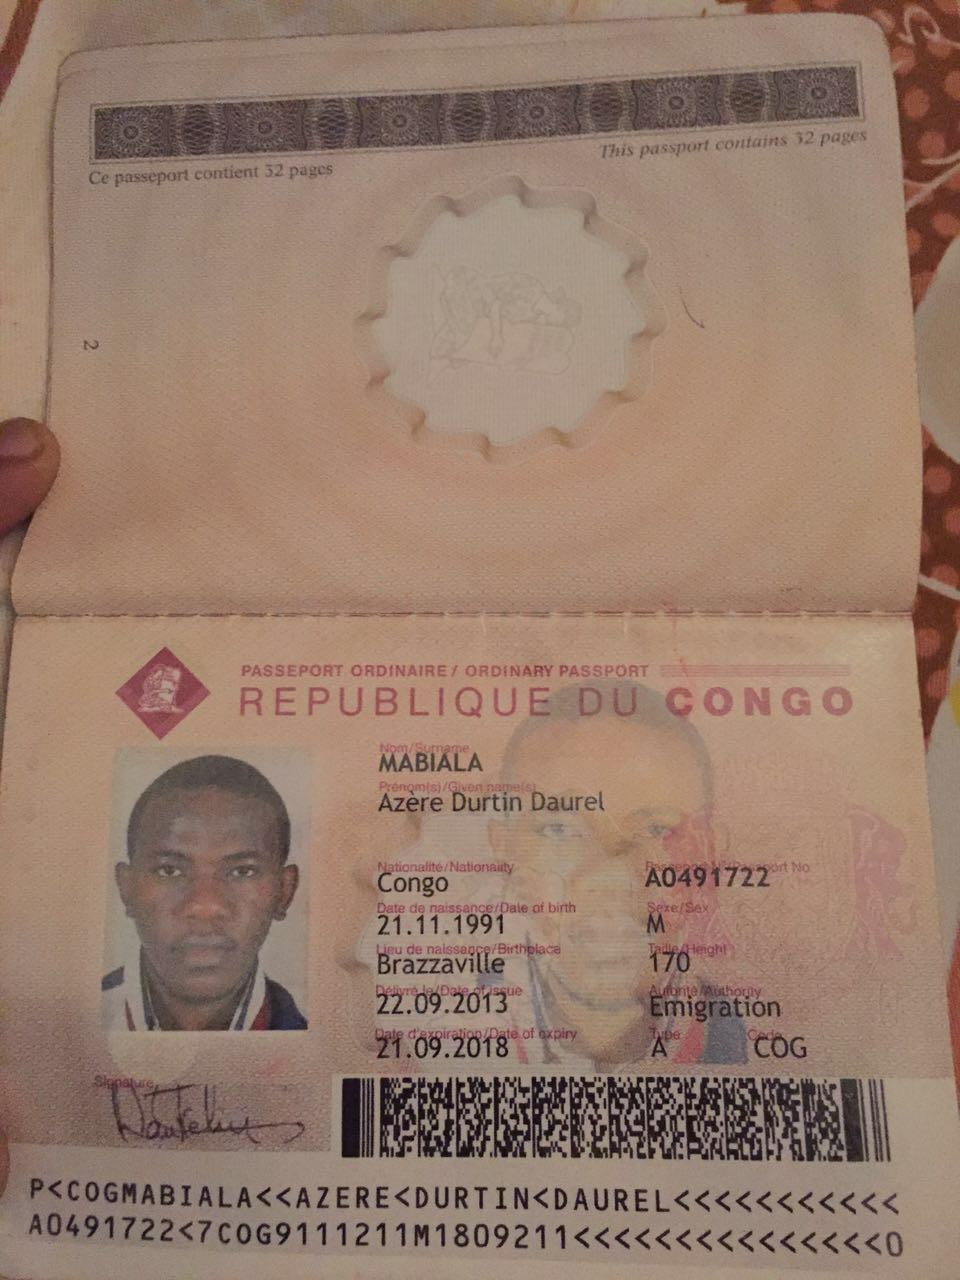 Ce passeport contient 32 pages
This passport contains 32 pages
2
PASSEPORT ORDINAIRE / ORDINARY PASSPORT
REPUBLIQUE DU CONGO
Nom/Surname
MABIALA
Prénom(s)/Given name(s)
Azère Durtin Daurel
Nationalité/Nationality
Passeport N°/Passport No
Congo
A0491722
Date de naissance/Date of birth
Sexe/Sex
21.11.1991
M
Lieu de naissance/Birthplace
Taille/Height
Brazzaville
170
Délivré le/Date of issue
Autorité/Authority
22.09.2013
Emigration
Date d'expiration/Date of expiry
Type
Code
21.09.2018
A
COG
Signature
P<COGMABIALA<<AZERE<DURTIN<DAUREL<<<<<<<<<<<
A0491722<7COG9111211M1809211<<<<<<<<<<<<<<<0